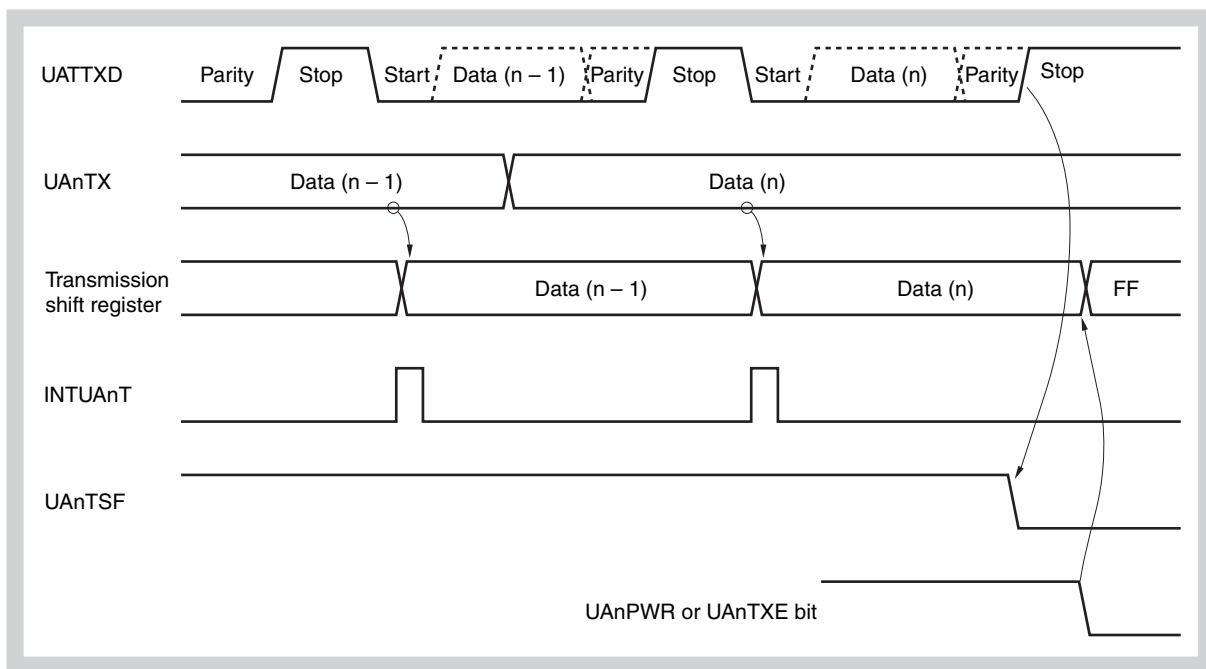 UATTXD Parity Stop Start Data (n – 1) Parity Stop Start Data (n) Parity Stop
UAnTX Data (n – 1) Data (n)
Transmission
shift register Data (n – 1) Data (n) FF
INTUAnT
UAnTSF
UAnPWR or UAnTXE bit